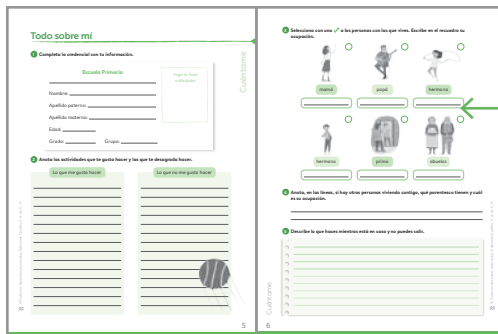 Todo sobre mí
1 Completa la credencial con tu información.
Escuela Primaria
Pega tu foto
o dibújate
Nombre:
Apellido paterno:
Apellido materno:
Edad:
Grado: Grupo:
2 Anota las actividades que te gusta hacer y las que te desagrada hacer.
Lo que me gusta hacer
Lo que no me gusta hacer
Cuéntame
5
3 Selecciona con una ✓ a las personas con las que vives. Escribe en el recuadro su
ocupación.
mamá
papá
hermana
hermano
primo
abuelos
4 Anota, en las líneas, si hay otras personas viviendo contigo, qué parentesco tienen y cuál
es su ocupación.
5 Describe lo que haces mientras estás en casa y no puedes salir.
Cuéntame
6